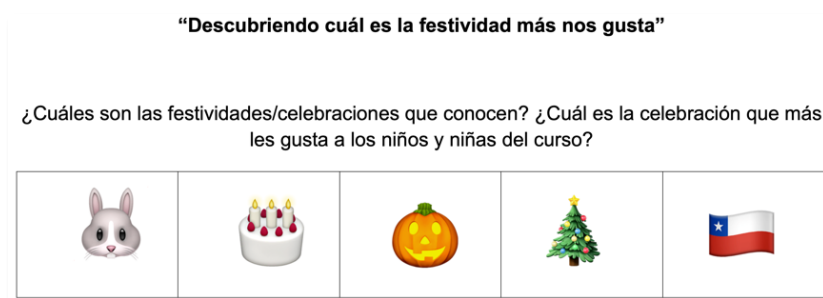 “Descubriendo cuál es la festividad más nos gusta”
¿Cuáles son las festividades/celebraciones que conocen? ¿Cuál es la celebración que más
les gusta a los niños y niñas del curso?